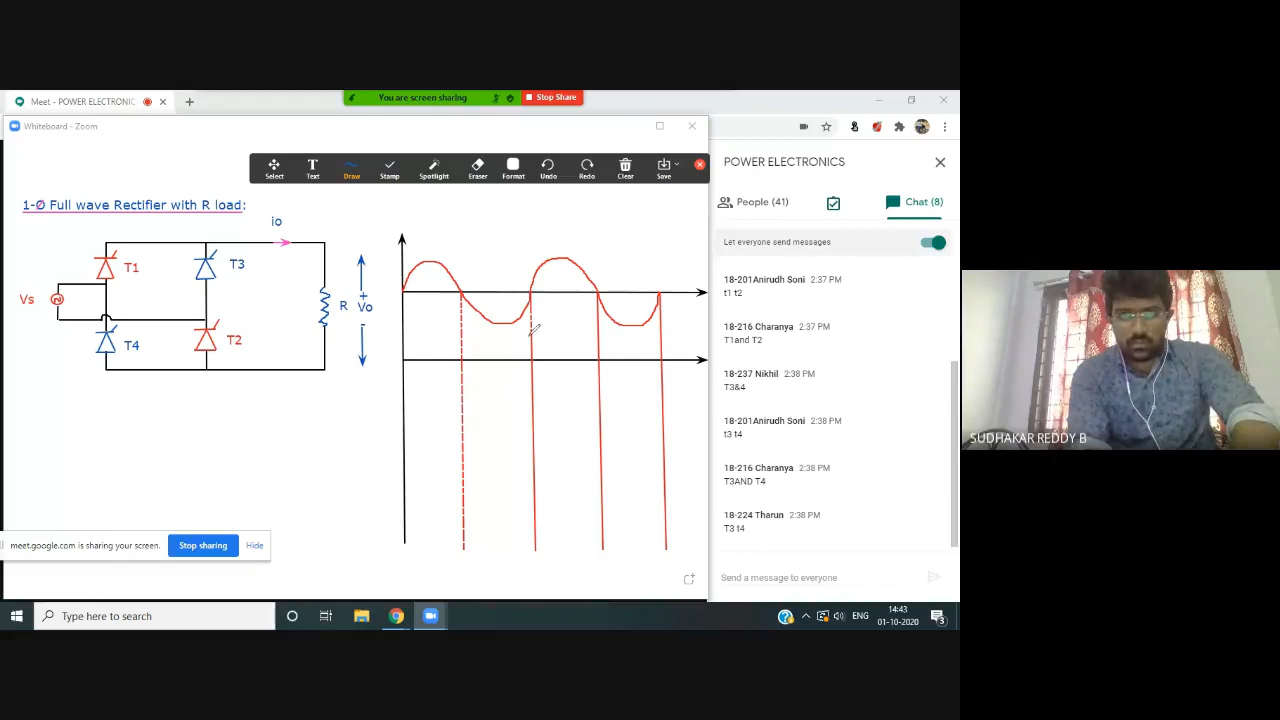 Meet - POWER ELECTRONIC
You are screen sharing
Stop Share
Whiteboard - Zoom
Select
Text
Draw
Stamp
Spotlight
Eraser
Format
Undo
Redo
Clear
Save
POWER ELECTRONICS
People (41)
Chat (8)
Let everyone send messages
18-201Anirudh Soni 2:37 PM
t1 t2
18-216 Charanya 2:37 PM
T1and T2
18-237 Nikhil 2:38 PM
T3&4
18-201Anirudh Soni 2:38 PM
t3 t4
18-216 Charanya 2:38 PM
T3AND T4
18-224 Tharun 2:38 PM
T3 t4
Send a message to everyone
1-Ø Full wave Rectifier with R load:
io
T1
T3
Vs
R
+
Vo
-
T4
T2
meet.google.com is sharing your screen.
Stop sharing
Hide
SUDHAKAR REDDY B
Type here to search
ENG
14:43
01-10-2020
3